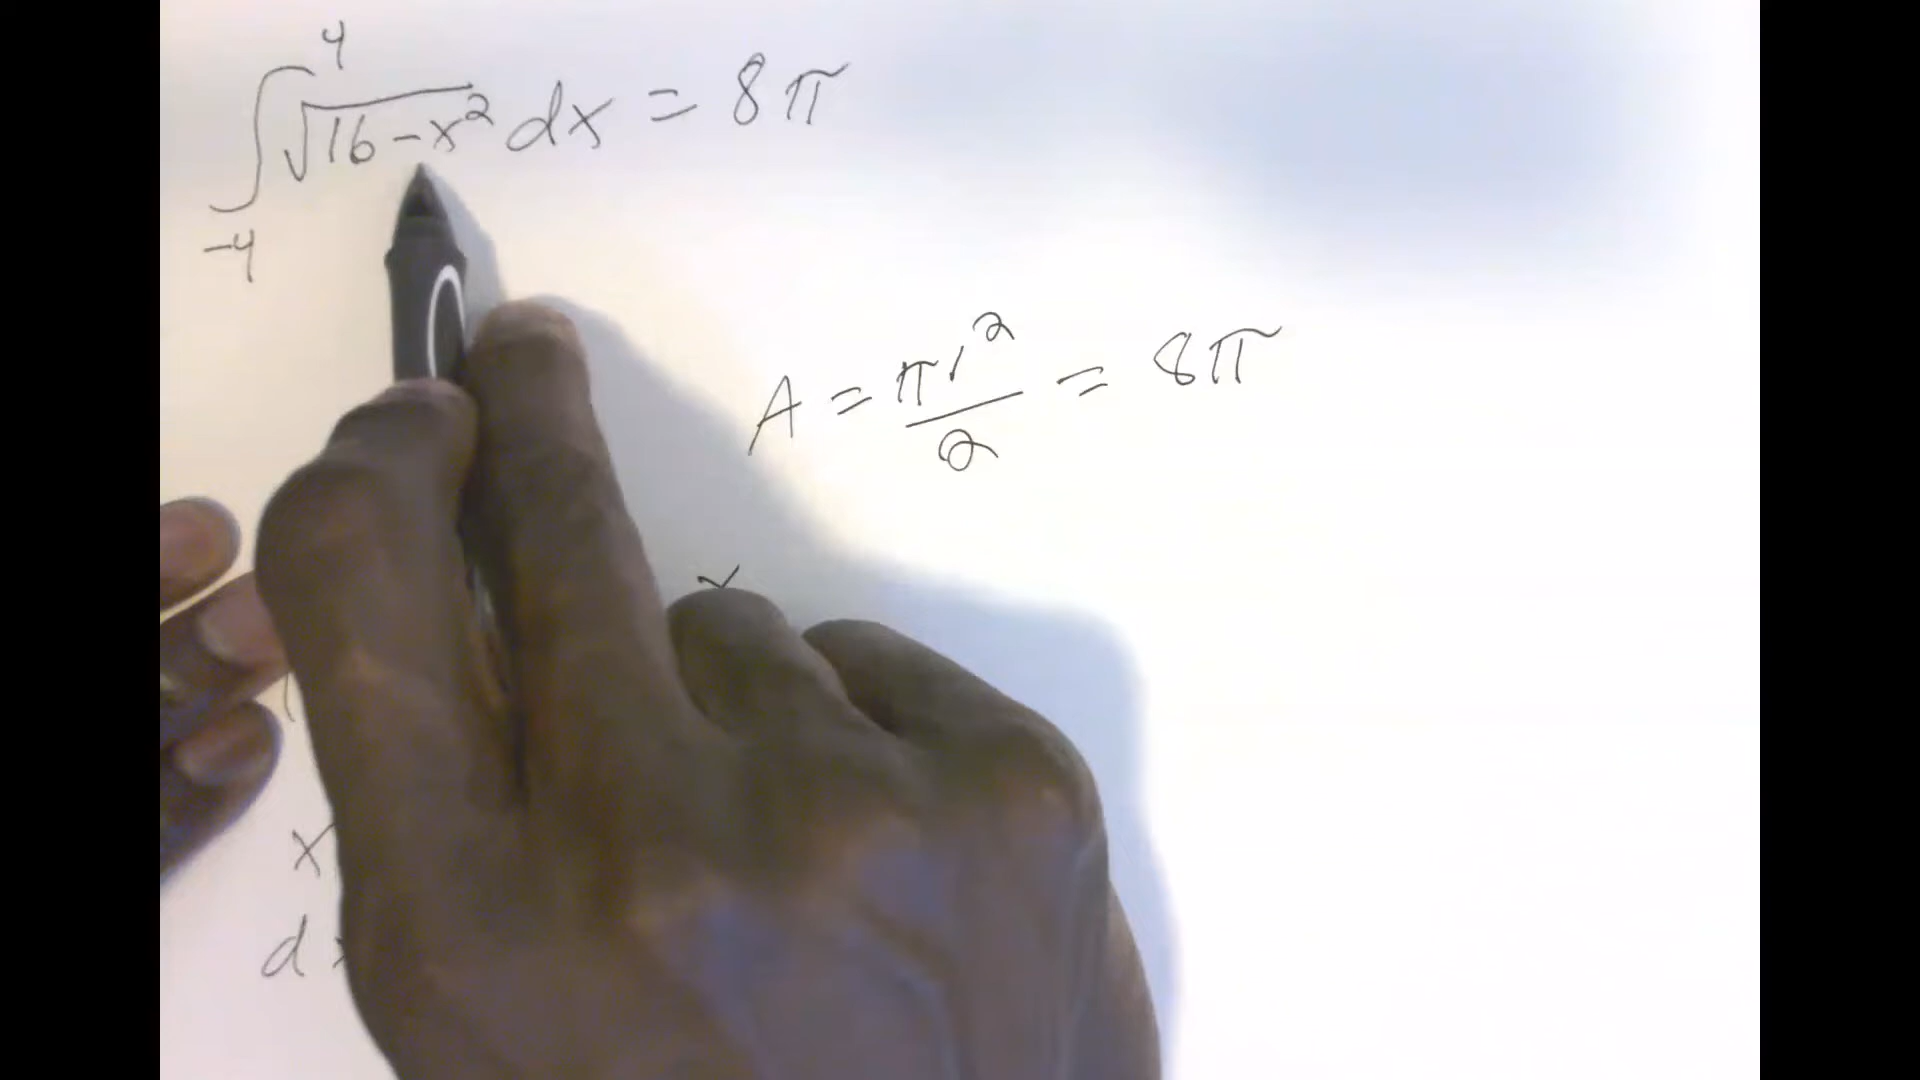 ∫_{-4}^{4} √(16-x²) dx = 8π
A = πr²/2 = 8π
x
d